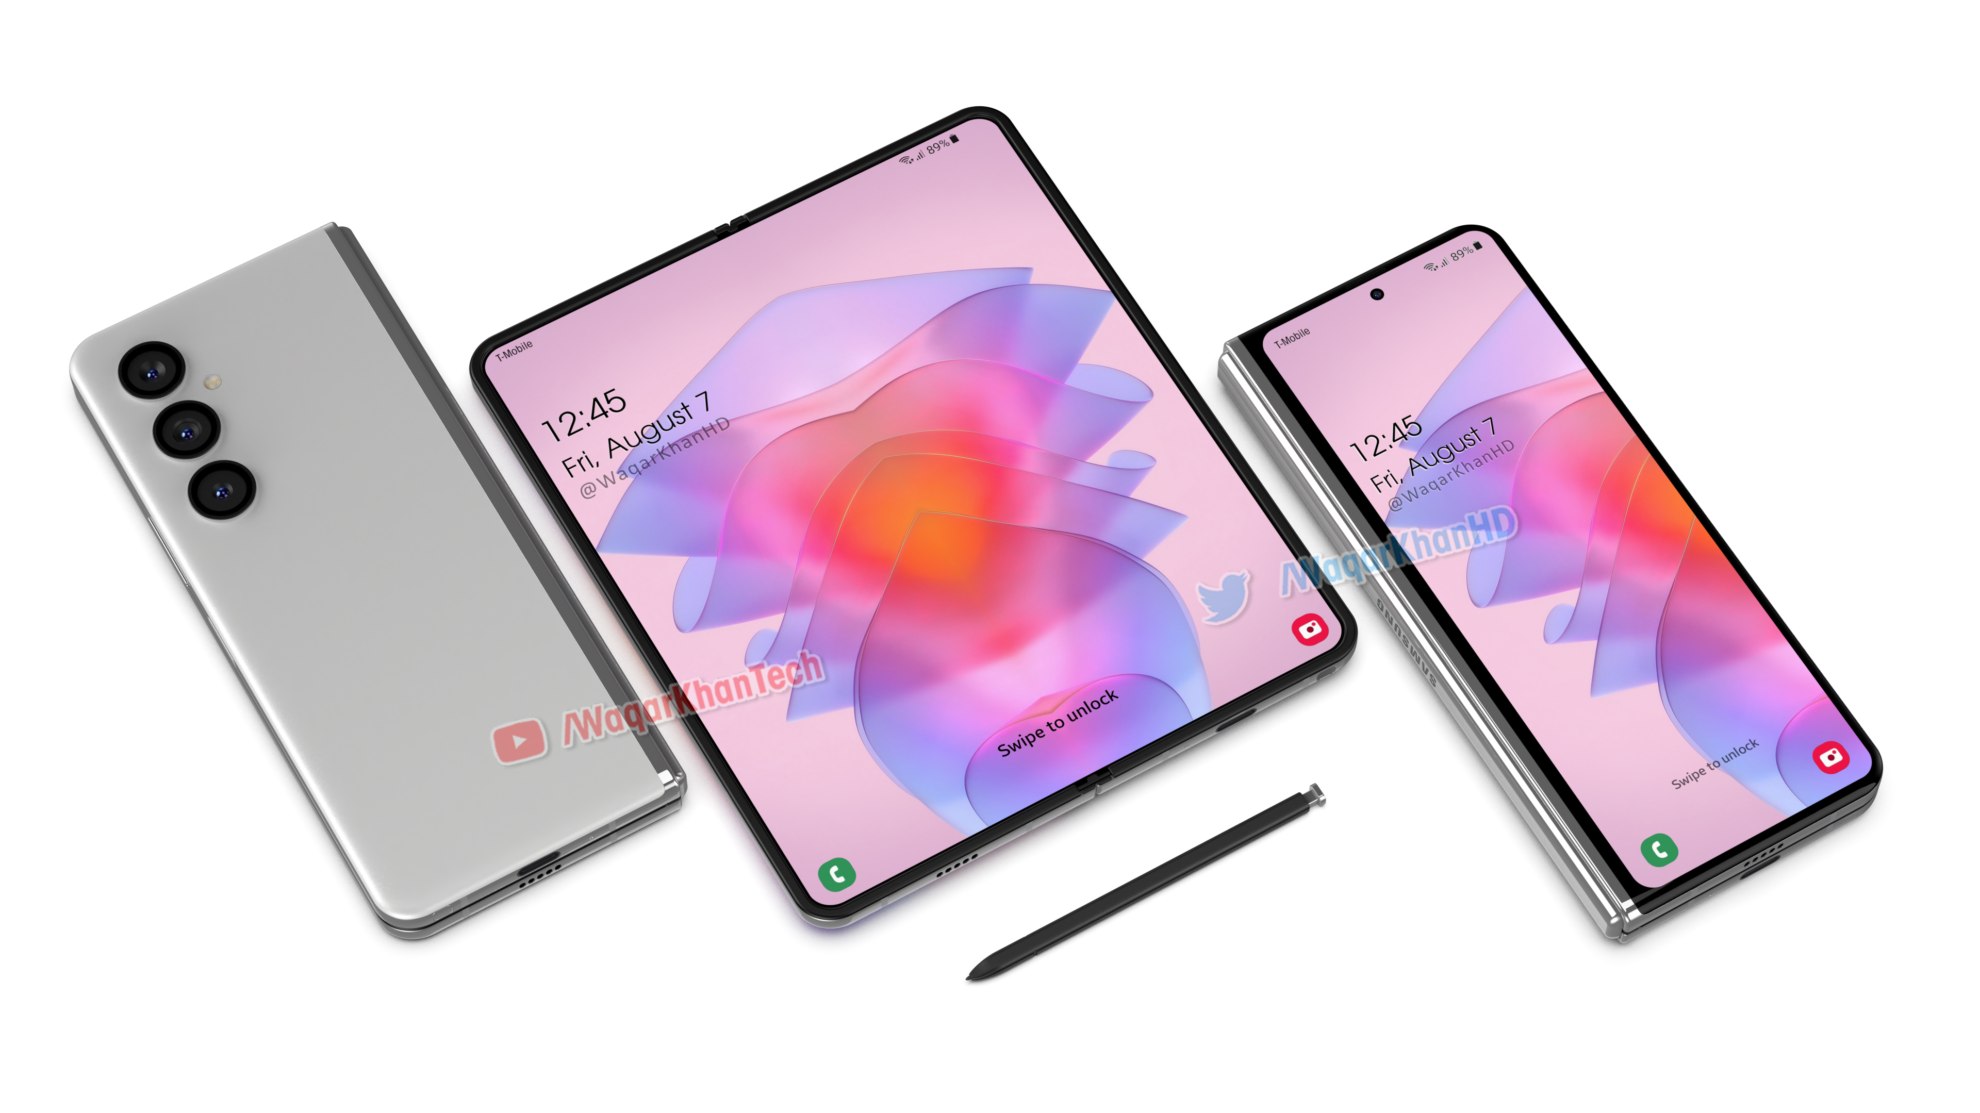 89%
T-Mobile
12:45
Fri, August 7
@WaqarKhanHD
Swipe to unlock
/WaqarKhanTech
/WaqarKhanHD
89%
T-Mobile
12:45
Fri, August 7
@WaqarKhanHD
SAMSUNG
Swipe to unlock